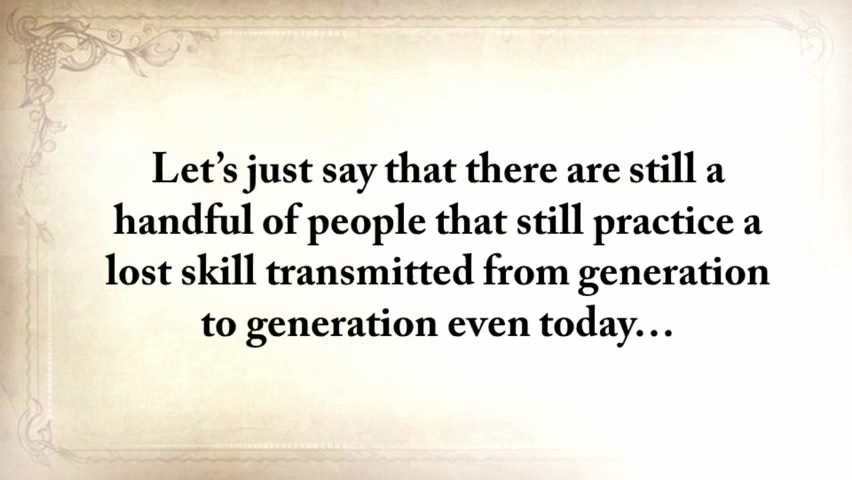 Let’s just say that there are still a
handful of people that still practice a
lost skill transmitted from generation
to generation even today…